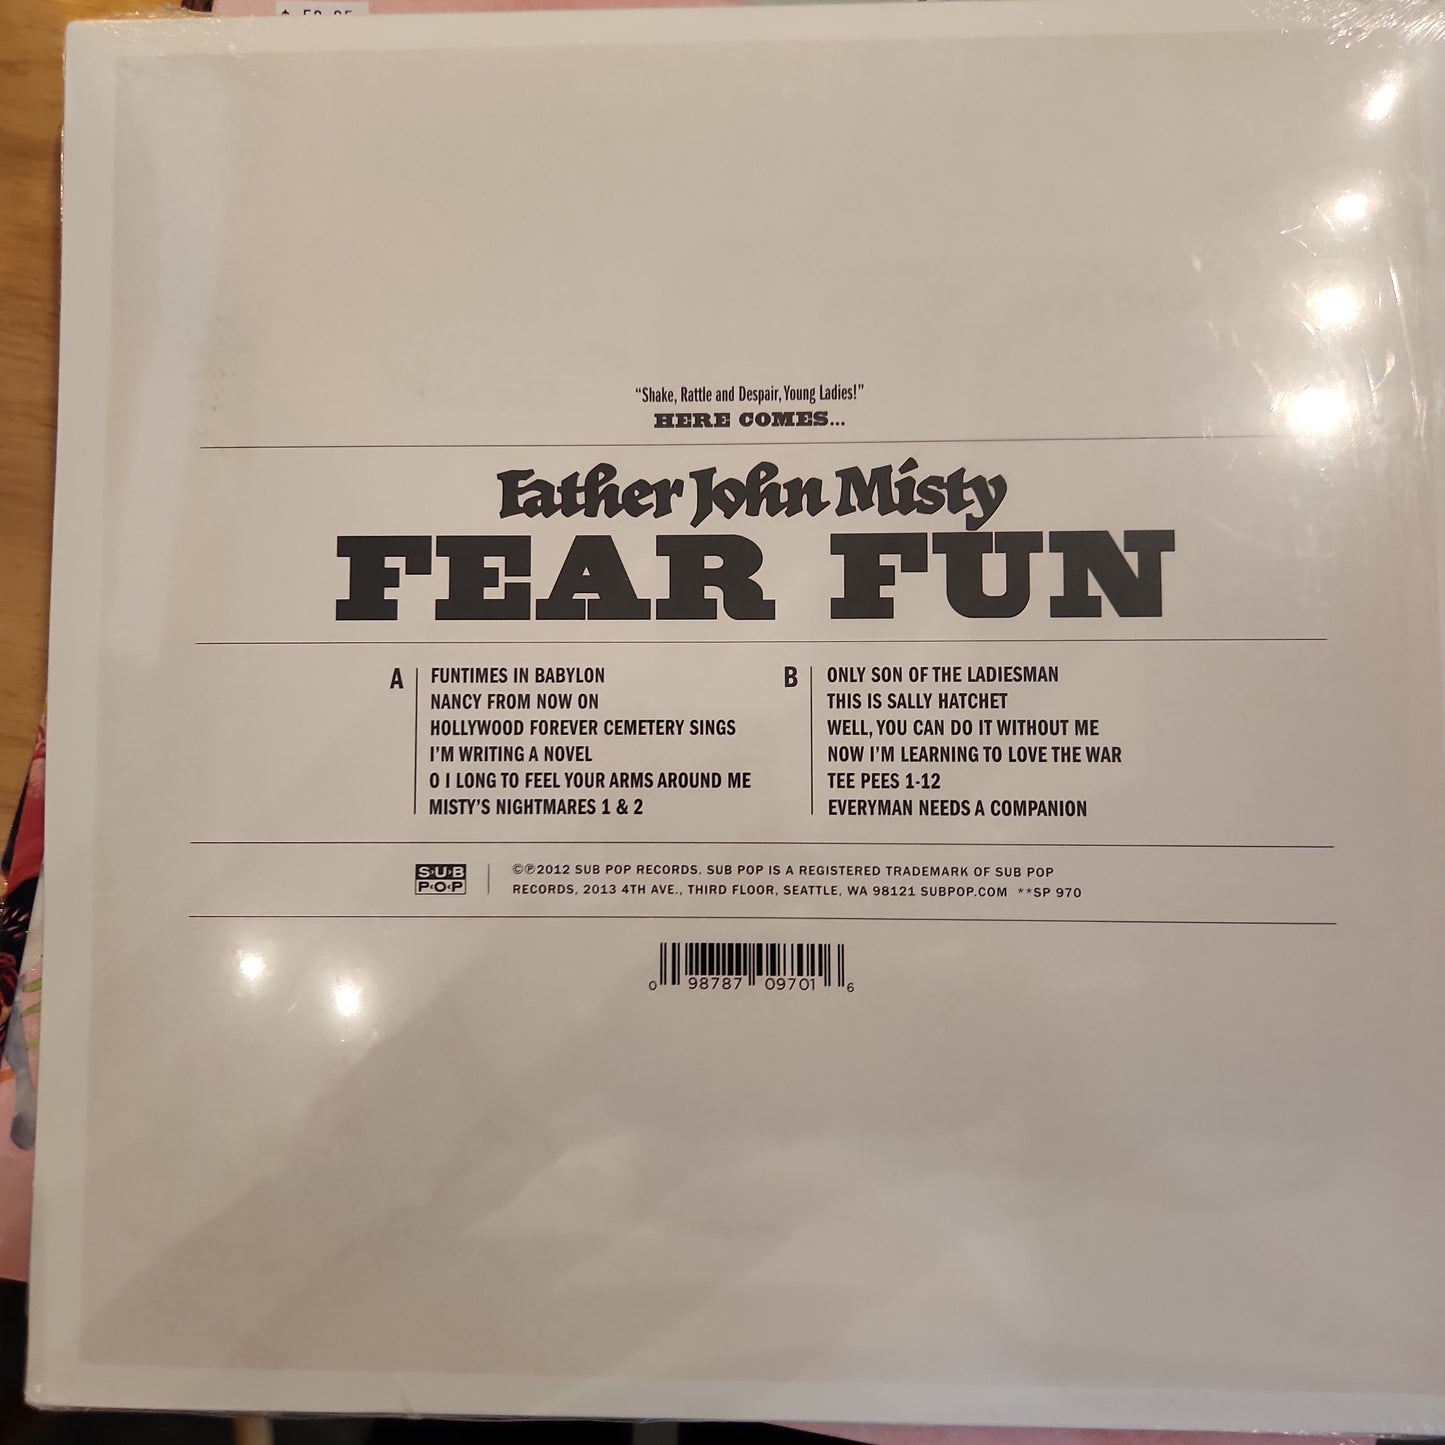 “Shake, Rattle and Despair, Young Ladies!”
HERE COMES...
Father John Misty
FEAR FUN
A
FUNTIMES IN BABYLON
NANCY FROM NOW ON
HOLLYWOOD FOREVER CEMETERY SINGS
I’M WRITING A NOVEL
O I LONG TO FEEL YOUR ARMS AROUND ME
MISTY’S NIGHTMARES 1 & 2
B
ONLY SON OF THE LADIESMAN
THIS IS SALLY HATCHET
WELL, YOU CAN DO IT WITHOUT ME
NOW I’M LEARNING TO LOVE THE WAR
TEE PEES 1-12
EVERYMAN NEEDS A COMPANION
SUB
POP
©℗2012 SUB POP RECORDS. SUB POP IS A REGISTERED TRADEMARK OF SUB POP
RECORDS, 2013 4TH AVE., THIRD FLOOR, SEATTLE, WA 98121 SUBPOP.COM **SP 970
0 98787 09701 6